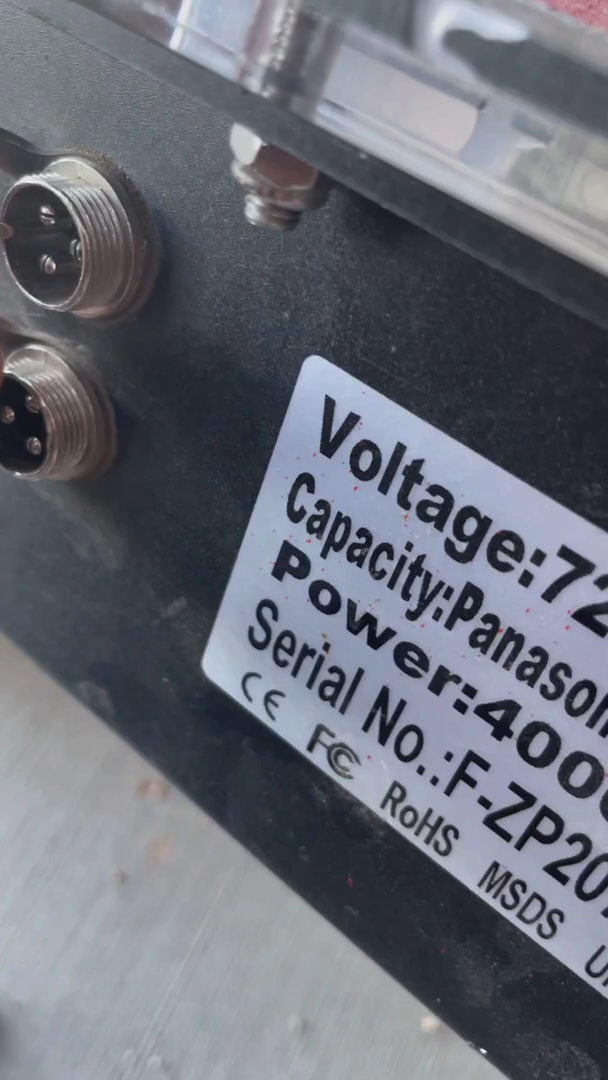 Voltage:72
Capacity:Panason
Power:400
Serial No.:F-ZP20
CE FC RoHS MSDS